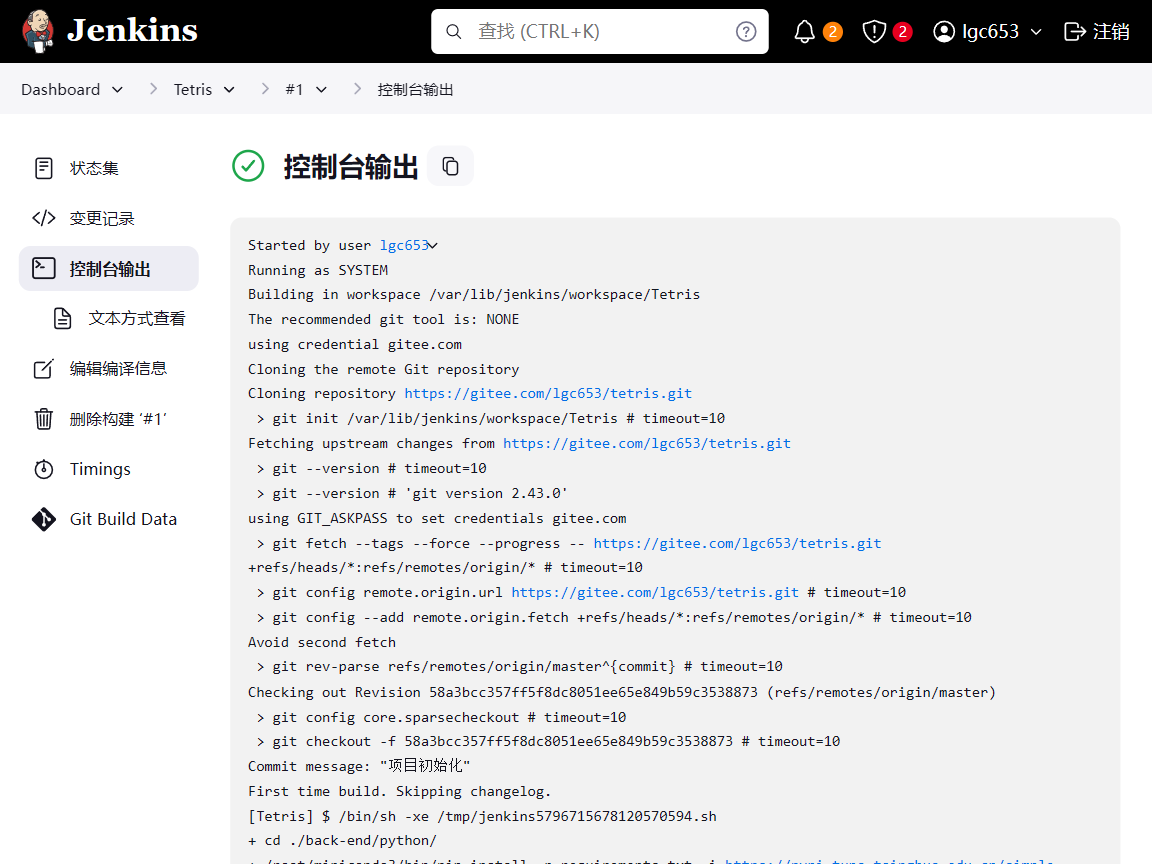 Jenkins
查找 (CTRL+K)
2
2
lgc653
注销
Dashboard
Tetris
#1
控制台输出
状态集
变更记录
控制台输出
文本方式查看
编辑编译信息
删除构建 '#1'
Timings
Git Build Data
控制台输出
Started by user lgc653
Running as SYSTEM
Building in workspace /var/lib/jenkins/workspace/Tetris
The recommended git tool is: NONE
using credential gitee.com
Cloning the remote Git repository
Cloning repository https://gitee.com/lgc653/tetris.git
> git init /var/lib/jenkins/workspace/Tetris # timeout=10
Fetching upstream changes from https://gitee.com/lgc653/tetris.git
> git --version # timeout=10
> git --version # 'git version 2.43.0'
using GIT_ASKPASS to set credentials gitee.com
> git fetch --tags --force --progress -- https://gitee.com/lgc653/tetris.git
+refs/heads/*:refs/remotes/origin/* # timeout=10
> git config remote.origin.url https://gitee.com/lgc653/tetris.git # timeout=10
> git config --add remote.origin.fetch +refs/heads/*:refs/remotes/origin/* # timeout=10
Avoid second fetch
> git rev-parse refs/remotes/origin/master^{commit} # timeout=10
Checking out Revision 58a3bcc357ff5f8dc8051ee65e849b59c3538873 (refs/remotes/origin/master)
> git config core.sparsecheckout # timeout=10
> git checkout -f 58a3bcc357ff5f8dc8051ee65e849b59c3538873 # timeout=10
Commit message: "项目初始化"
First time build. Skipping changelog.
[Tetris] $ /bin/sh -xe /tmp/jenkins5796715678120570594.sh
+ cd ./back-end/python/